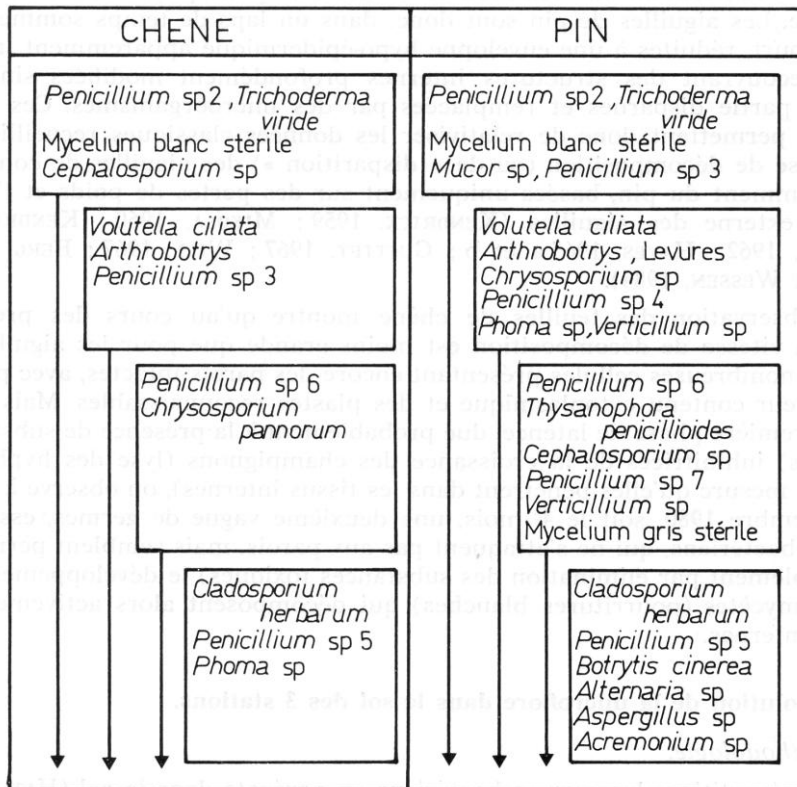 CHENE
Penicillium sp2, Trichoderma
viride
Mycelium blanc stérile
Cephalosporium sp
Volutella ciliata
Arthrobotrys
Penicillium sp 3
Penicillium sp 6
Chrysosporium
pannorum
Cladosporium
herbarum
Penicillium sp 5
Phoma sp
PIN
Penicillium sp2, Trichoderma
viride
Mycelium blanc stérile
Mucor sp, Penicillium sp 3
Volutella ciliata
Arthrobotrys, Levures
Chrysosporium sp
Penicillium sp 4
Phoma sp, Verticillium sp
Penicillium sp 6
Thysanophora
penicillioides
Cephalosporium sp
Penicillium sp 7
Verticillium sp
Mycelium gris stérile
Cladosporium
herbarum
Penicillium sp 5
Botrytis cinerea
Alternaria sp
Aspergillus sp
Acremonium sp